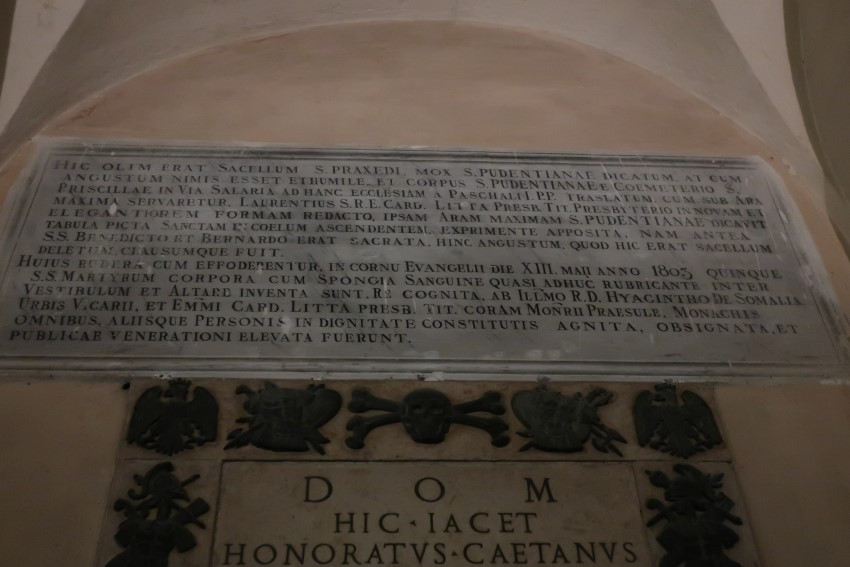 HIC OLIM ERAT SACELLUM S. PRAXEDI, MOX S. PUDENTIANAE DICATUM, AT CUM
ANGUSTUM NIMIS ESSET ET HUMILE, ET CORPUS S. PUDENTIANAE E COEMETERIO S.
PRISCILLAE IN VIA SALARIA AD HANC ECCLESIAM A PASCHALI I. P.P. TRASLATUM, CUM SUB ARA
MAXIMA SERVARETUR, LAURENTIUS S.R.E. CARD. LITTA PRESB. TIT. PRESBYTERIO IN NOVAM ET
ELEGANTIOREM FORMAM REDACTO, IPSAM ARAM MAXIMAM S. PUDENTIANAE DICAVIT
TABULA PICTA SANCTAM IN COELUM ASCENDENTEM, EXPRIMENTE APPOSITA. NAM ANTEA
S.S. BENEDICTO ET BERNARDO ERAT SACRATA. HINC ANGUSTUM, QUOD HIC ERAT SACELLUM
DELETUM, CLAUSUMQUE FUIT.
HUIUS RUDERA CUM EFFODERENTUR, IN CORNU EVANGELII DIE XIII. MAII ANNO 1803 QUINQUE
S.S. MARTYRUM CORPORA CUM SPONGIA SANGUINE QUASI ADHUC RUBRICANTE INTER
VESTIBULUM ET ALTARE INVENTA SUNT, RE COGNITA, AB ILLMO R.D. HYACINTHO DE SOMALIA
URBIS V. CARII, ET EMMI CARD. LITTA PRESB. TIT. CORAM MONRII PRAESULE, MONACHIS
OMNIBUS, ALIISQUE PERSONIS IN DIGNITATE CONSTITUTIS AGNITA, OBSIGNATA, ET
PUBLICAE VENERATIONI ELEVATA FUERUNT.
D O M
HIC · IACET
HONORATVS · CAETANVS